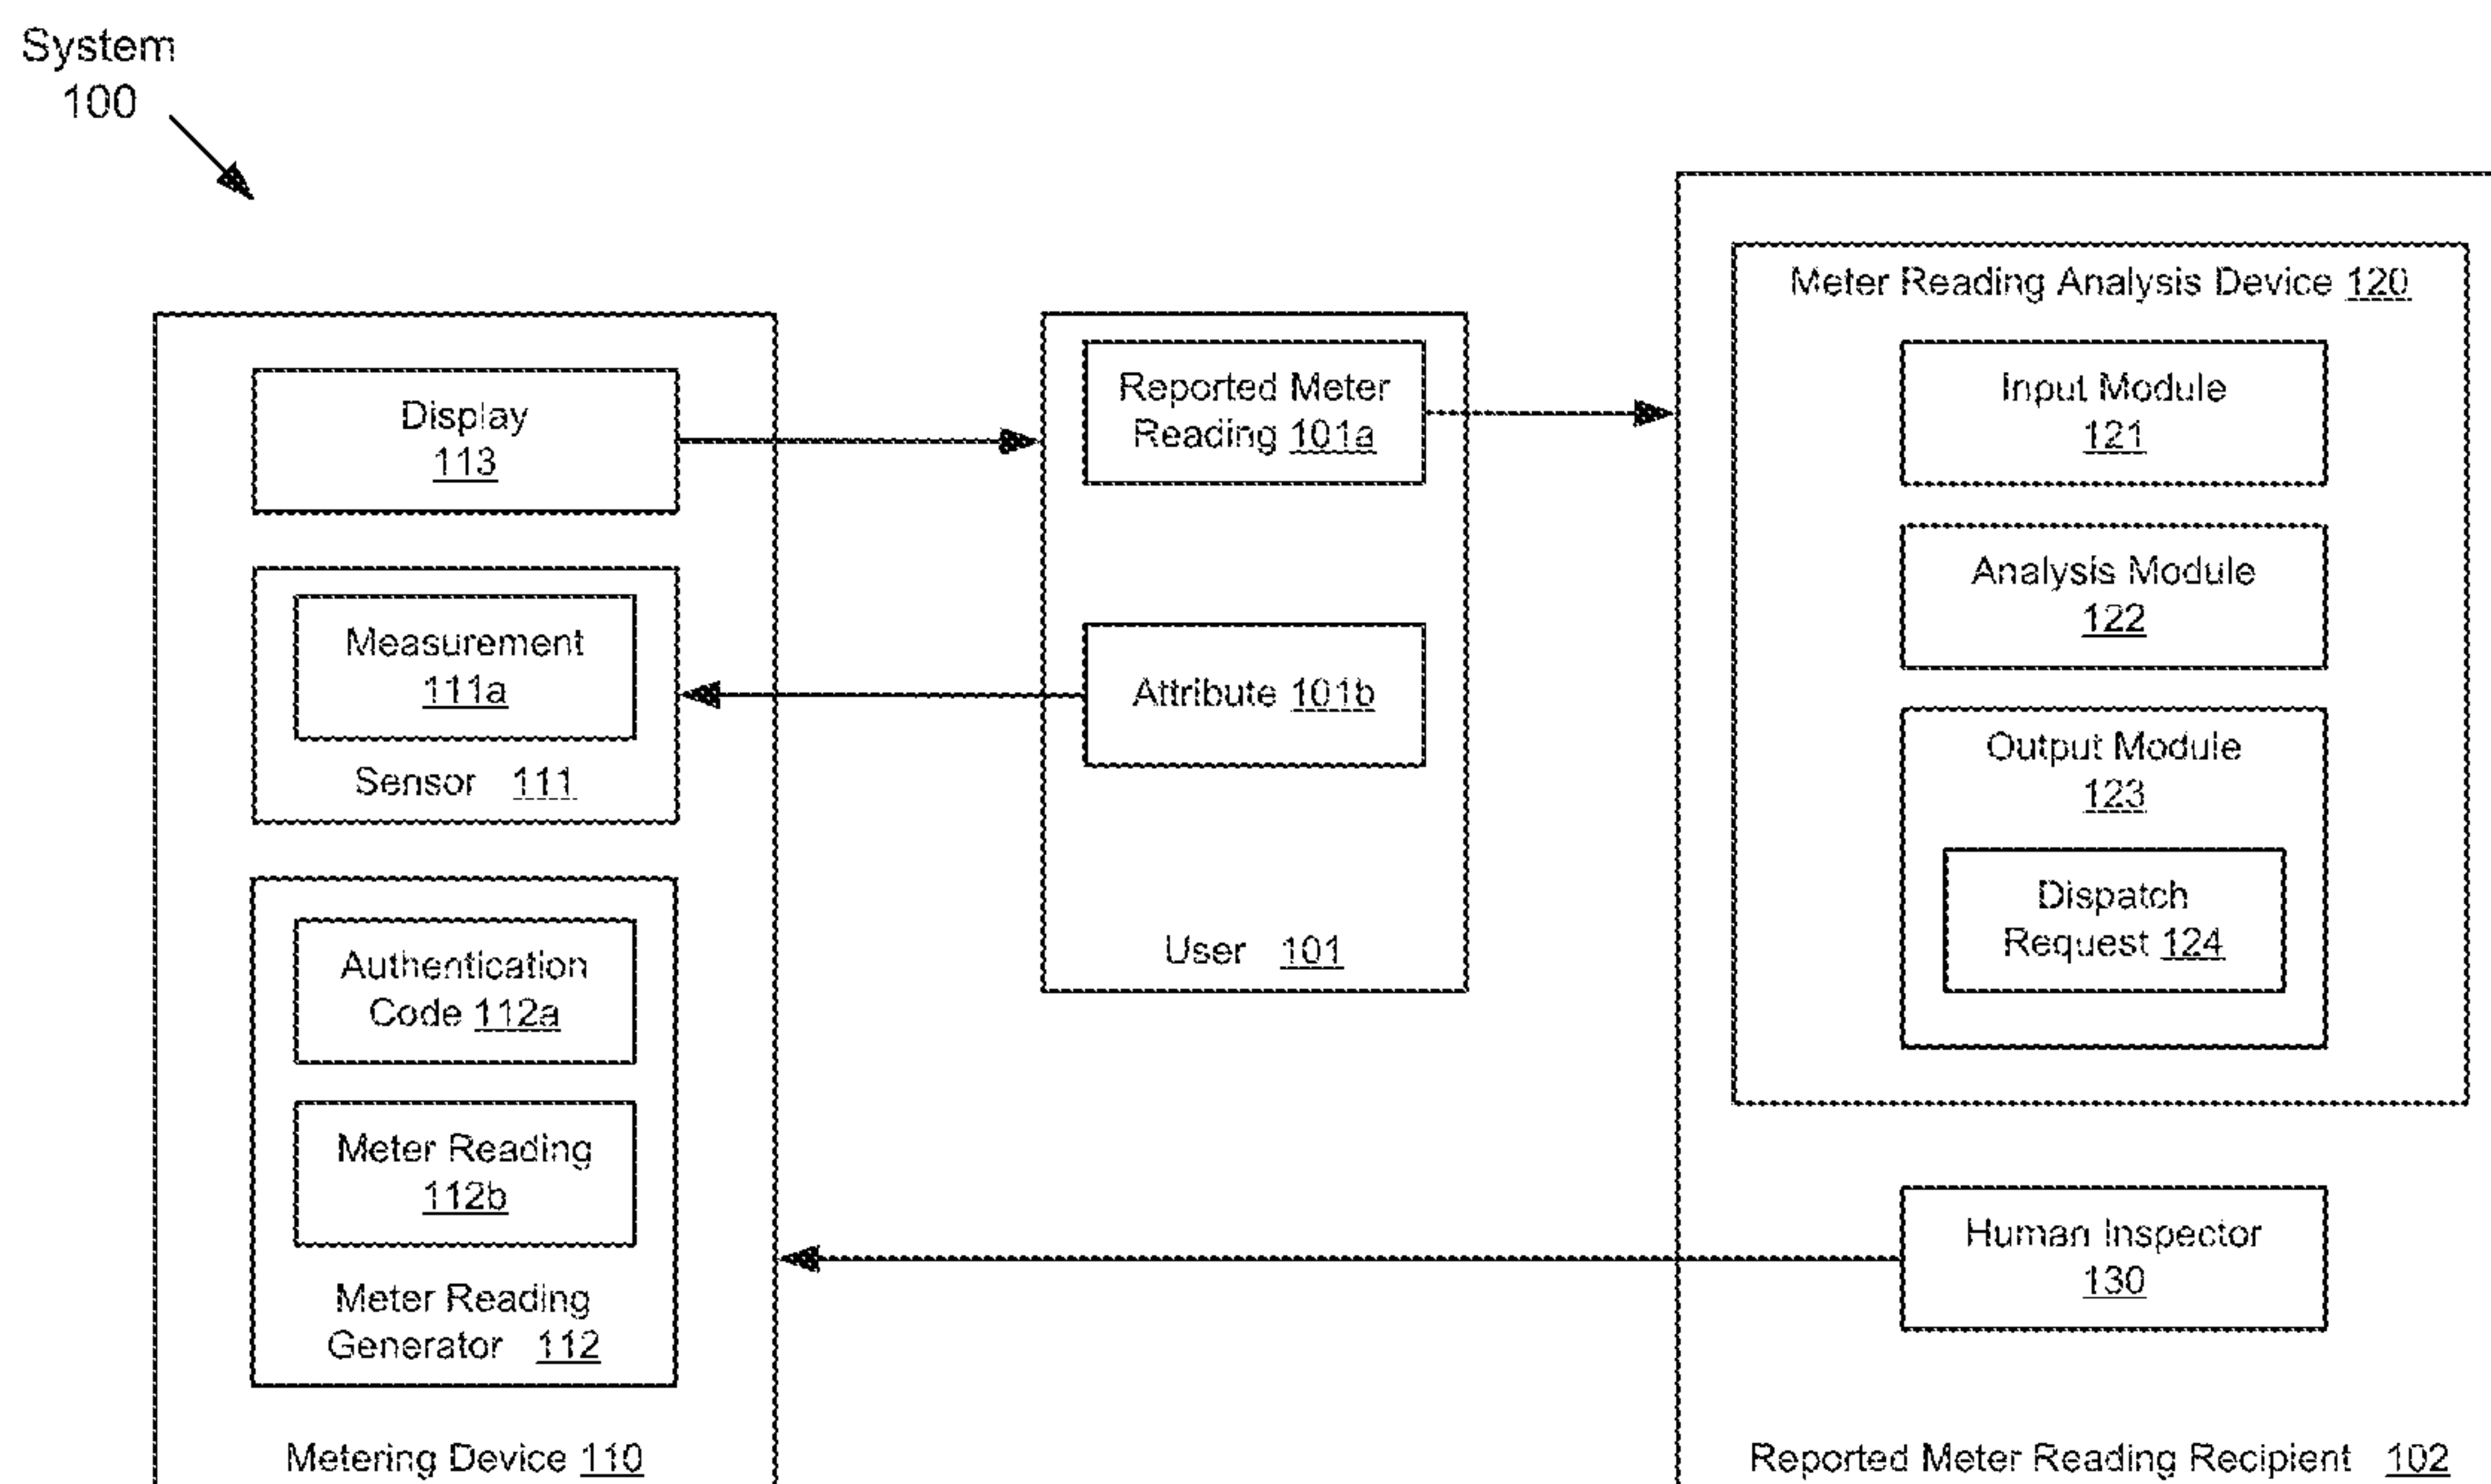 System
100
Display
113
Measurement
111a
Sensor 111
Authentication
Code 112a
Meter Reading
112b
Meter Reading
Generator 112
Metering Device 110
Reported Meter
Reading 101a
Attribute 101b
User 101
Meter Reading Analysis Device 120
Input Module
121
Analysis Module
122
Output Module
123
Dispatch
Request 124
Human Inspector
130
Reported Meter Reading Recipient 102